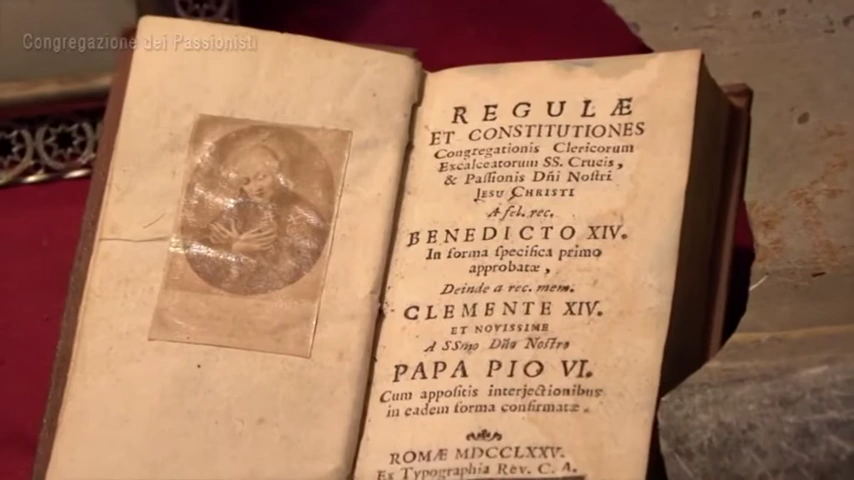 Congregazione dei Passionisti
REGULÆ
ET CONSTITUTIONES
Congregationis Clericorum
Excalceatorum SS. Crucis,
& Paſſionis Dñi Noſtri
JESU CHRISTI
A fel. rec.
BENEDICTO XIV.
In forma ſpecifica primo
approbatæ,
Deinde a rec. mem.
CLEMENTE XIV.
ET NOVISSIME
A SSmo Dño Noſtro
PAPA PIO VI.
Cum appoſitis interjectionibus
in eadem forma confirmatæ.
ROMÆ MDCCLXXV.
Ex Typographia Rev. C. A.